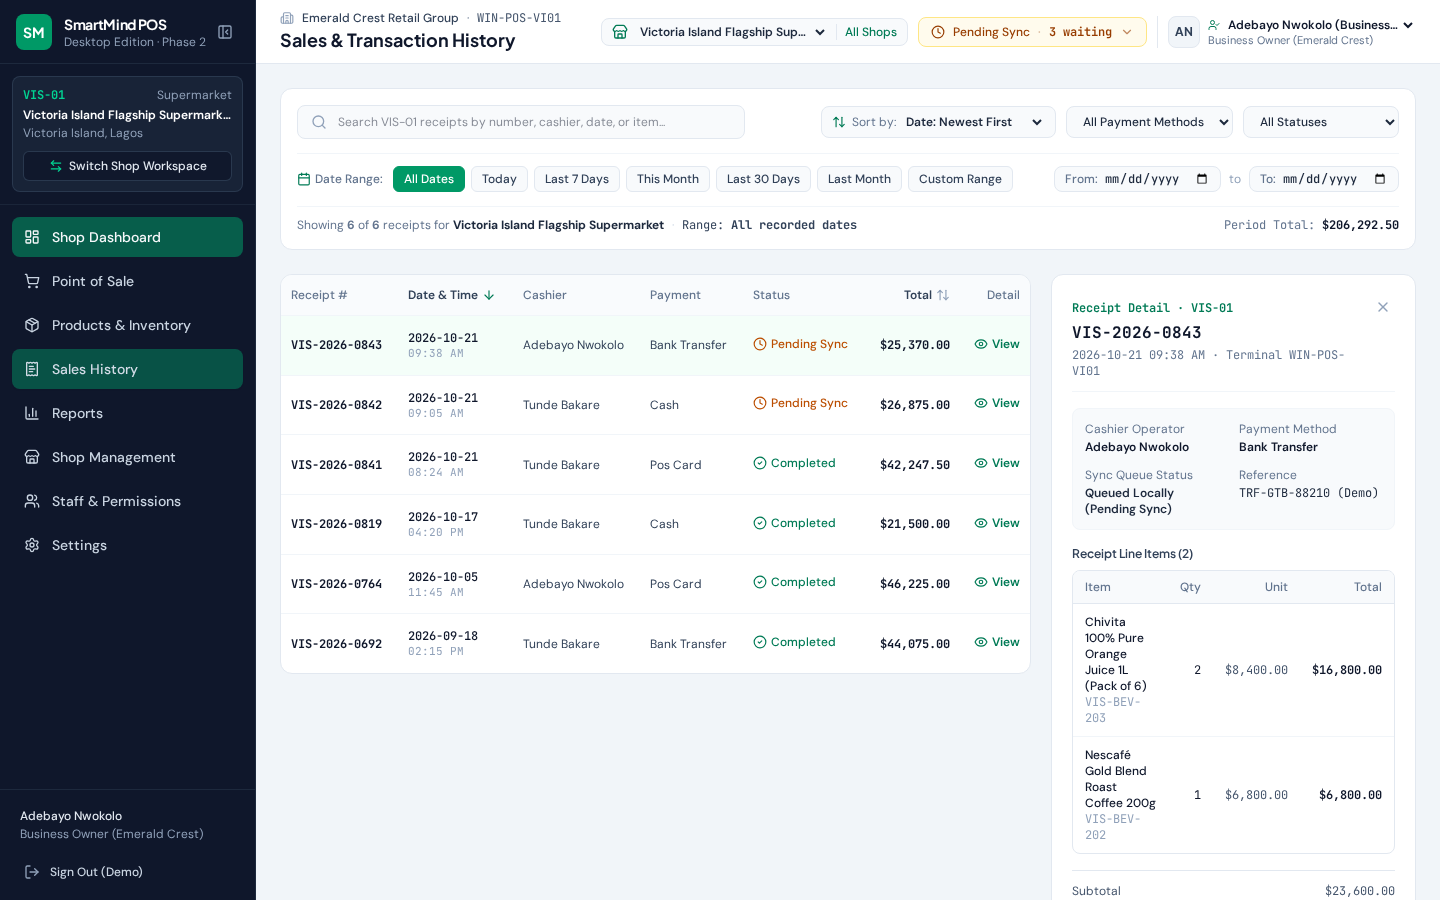 SM
SmartMind POS
Desktop Edition · Phase 2
VIS-01
Supermarket
Victoria Island Flagship Supermark...
Victoria Island, Lagos
Switch Shop Workspace
Shop Dashboard
Point of Sale
Products & Inventory
Sales History
Reports
Shop Management
Staff & Permissions
Settings
Adebayo Nwokolo
Business Owner (Emerald Crest)
Sign Out (Demo)
Emerald Crest Retail Group · WIN-POS-VI01
Sales & Transaction History
Victoria Island Flagship Sup... All Shops
Pending Sync · 3 waiting
AN
Adebayo Nwokolo (Business...
Business Owner (Emerald Crest)
Search VIS-01 receipts by number, cashier, date, or item...
Sort by: Date: Newest First
All Payment Methods
All Statuses
Date Range: All Dates Today Last 7 Days This Month Last 30 Days Last Month Custom Range
From: mm/dd/yyyy to To: mm/dd/yyyy
Showing 6 of 6 receipts for Victoria Island Flagship Supermarket · Range: All recorded dates
Period Total: $206,292.50
Receipt # Date & Time Cashier Payment Status Total Detail
VIS-2026-0843 2026-10-21 09:38 AM Adebayo Nwokolo Bank Transfer Pending Sync $25,370.00 View
VIS-2026-0842 2026-10-21 09:05 AM Tunde Bakare Cash Pending Sync $26,875.00 View
VIS-2026-0841 2026-10-21 08:24 AM Tunde Bakare Pos Card Completed $42,247.50 View
VIS-2026-0819 2026-10-17 04:20 PM Tunde Bakare Cash Completed $21,500.00 View
VIS-2026-0764 2026-10-05 11:45 AM Adebayo Nwokolo Pos Card Completed $46,225.00 View
VIS-2026-0692 2026-09-18 02:15 PM Tunde Bakare Bank Transfer Completed $44,075.00 View
Receipt Detail · VIS-01
VIS-2026-0843
2026-10-21 09:38 AM · Terminal WIN-POS-
VI01
Cashier Operator Payment Method
Adebayo Nwokolo Bank Transfer
Sync Queue Status Reference
Queued Locally TRF-GTB-88210 (Demo)
(Pending Sync)
Receipt Line Items (2)
Item Qty Unit Total
Chivita
100% Pure
Orange
Juice 1L
(Pack of 6)
VIS-BEV-
203
2 $8,400.00 $16,800.00
Nescafé
Gold Blend
Roast
Coffee 200g
VIS-BEV-
202
1 $6,800.00 $6,800.00
Subtotal $23,600.00